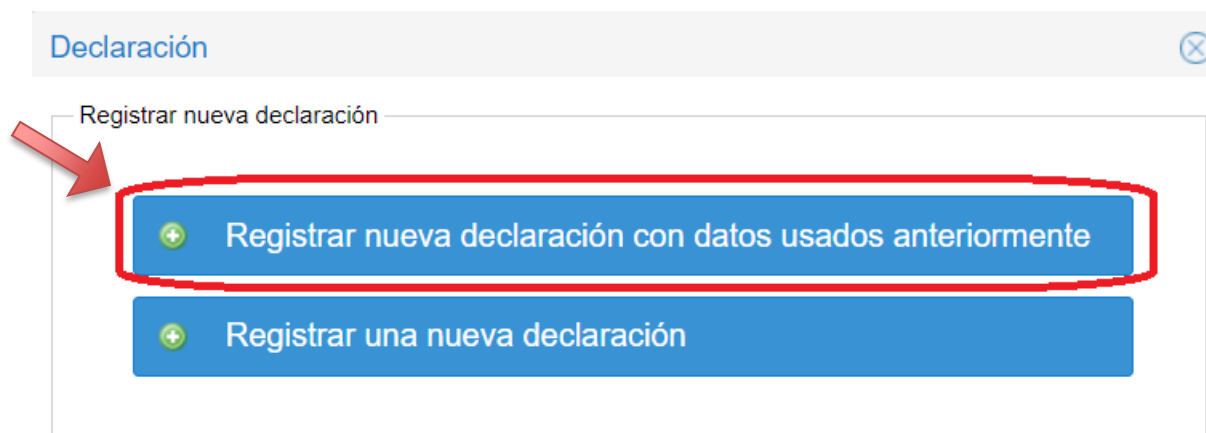 Declaración
Registrar nueva declaración
Registrar nueva declaración con datos usados anteriormente
Registrar una nueva declaración